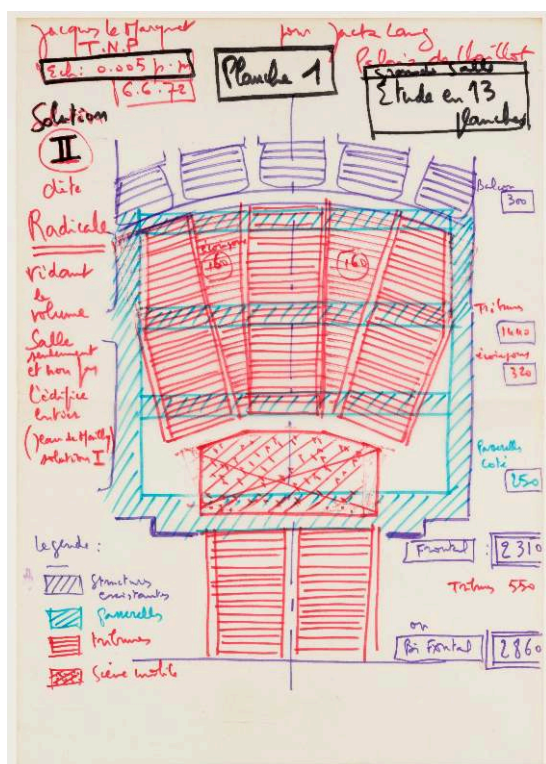 Jacques le Marquet
T.N.P
pour Jack Lang
Ech: 0.005 p.m
6.6.72
Planche 1
Palais de Chaillot
Grande Salle
Etude en 13
planches
Solution
II
dite
Radicale
vidant
le
volume
Salle
seulement
et non pas
l'édifice
entier
(Jean de Mailly)
solution I
160
160
Balcon
300
Tribunes
1440
écoinçons
320
Passerelles
coté
250
Frontal : 2310
Tribunes 550
ou
Bi Frontal 2860
légende :
Structures
existantes
passerelles
tribunes
Scène mobile